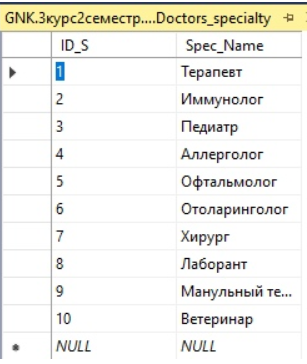 GNK.3курс2семестр....Doctors_specialty
ID_S Spec_Name
1 Терапевт
2 Иммунолог
3 Педиатр
4 Аллерголог
5 Офтальмолог
6 Отоларинголог
7 Хирург
8 Лаборант
9 Манульный те...
10 Ветеринар
NULL NULL